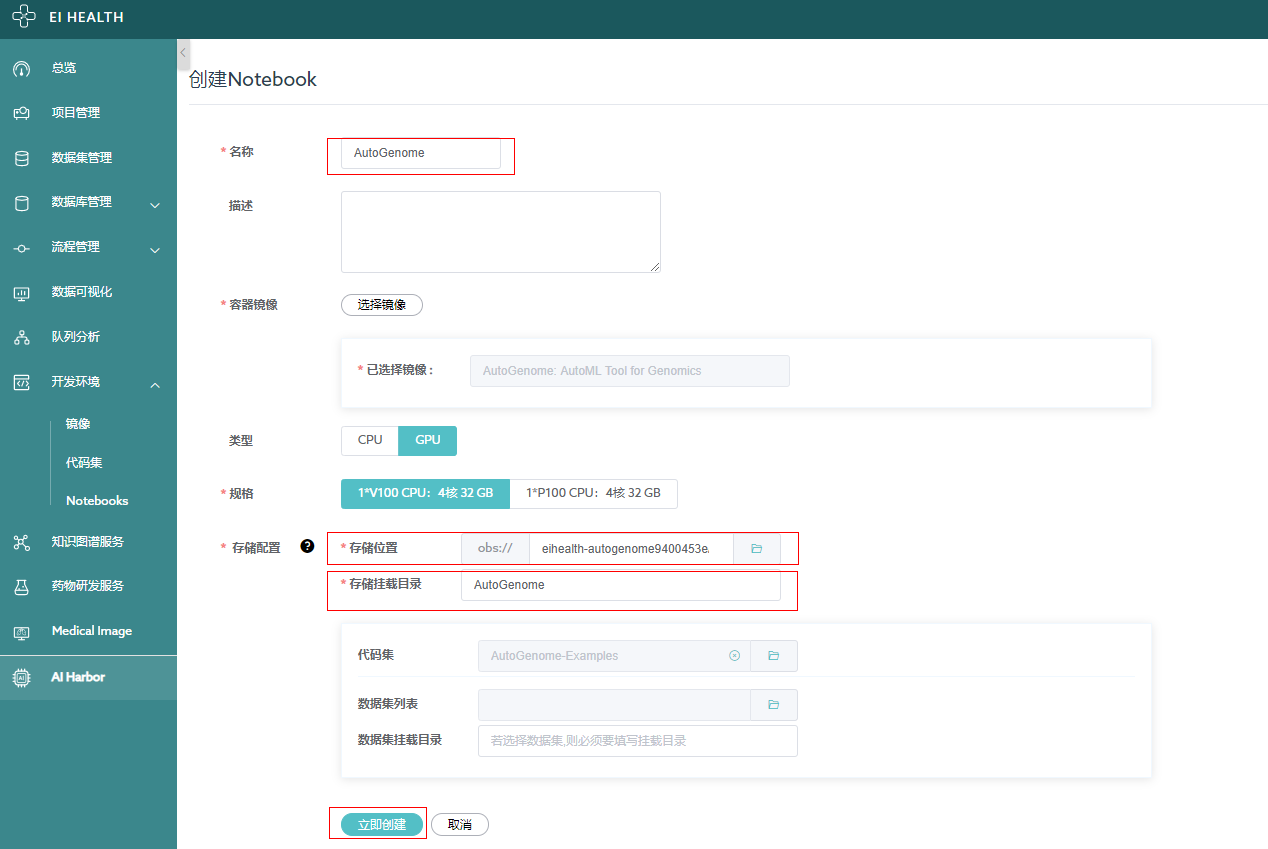 EI HEALTH
总览
项目管理
数据集管理
数据库管理
流程管理
数据可视化
队列分析
开发环境
镜像
代码集
Notebooks
知识图谱服务
药物研发服务
Medical Image
AI Harbor
创建Notebook
* 名称 AutoGenome
描述
* 容器镜像 选择镜像
* 已选择镜像： AutoGenome: AutoML Tool for Genomics
类型 CPU GPU
* 规格 1*V100 CPU：4核 32 GB 1*P100 CPU：4核 32 GB
* 存储配置 ? * 存储位置 obs:// eihealth-autogenome9400453e/
* 存储挂载目录 AutoGenome
代码集 AutoGenome-Examples
数据集列表
数据集挂载目录 若选择数据集,则必须要填写挂载目录
立即创建 取消